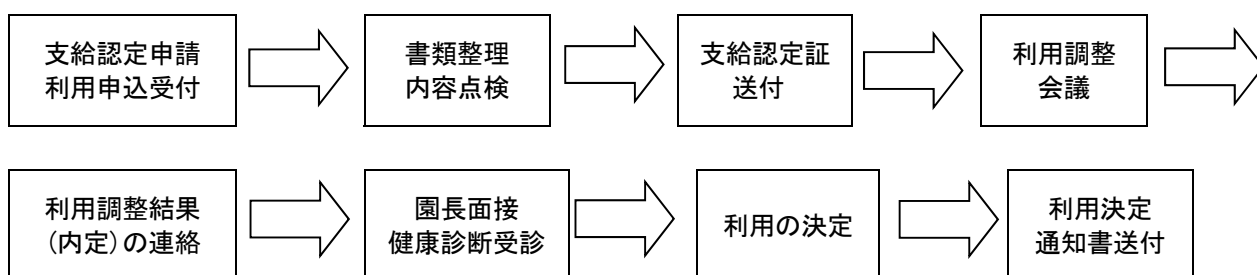 支給認定申請
利用申込受付
書類整理
内容点検
支給認定証
送付
利用調整
会議
利用調整結果
(内定)の連絡
園長面接
健康診断受診
利用の決定
利用決定
通知書送付